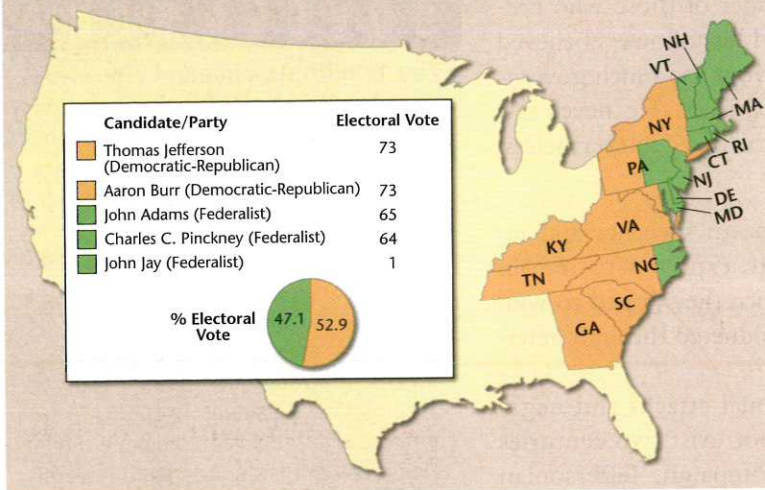 NH
VT
MA
NY
RI
CT
PA
NJ
DE
MD
VA
KY
NC
TN
SC
GA
Candidate/Party Electoral Vote
Thomas Jefferson 73
(Democratic-Republican)
Aaron Burr (Democratic-Republican) 73
John Adams (Federalist) 65
Charles C. Pinckney (Federalist) 64
John Jay (Federalist) 1
% Electoral
Vote
47.1 52.9